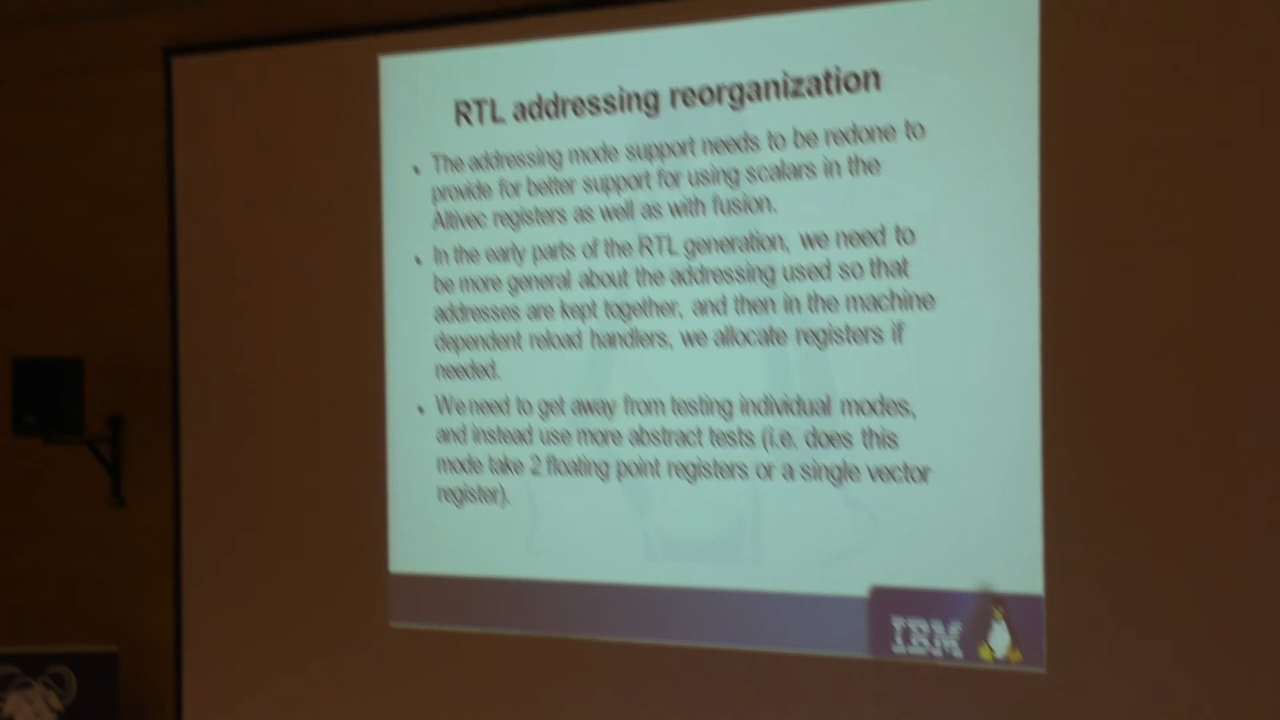 RTL addressing reorganization
• The addressing mode support needs to be redone to
provide for better support for using scalars in the
Altivec registers as well as with fusion.
• In the early parts of the RTL generation, we need to
be more general about the addressing used so that
addresses are kept together, and then in the machine
dependent reload handlers, we allocate registers if
needed.
• We need to get away from testing individual modes,
and instead use more abstract tests (i.e. does this
mode take 2 floating point registers or a single vector
register).
IBM